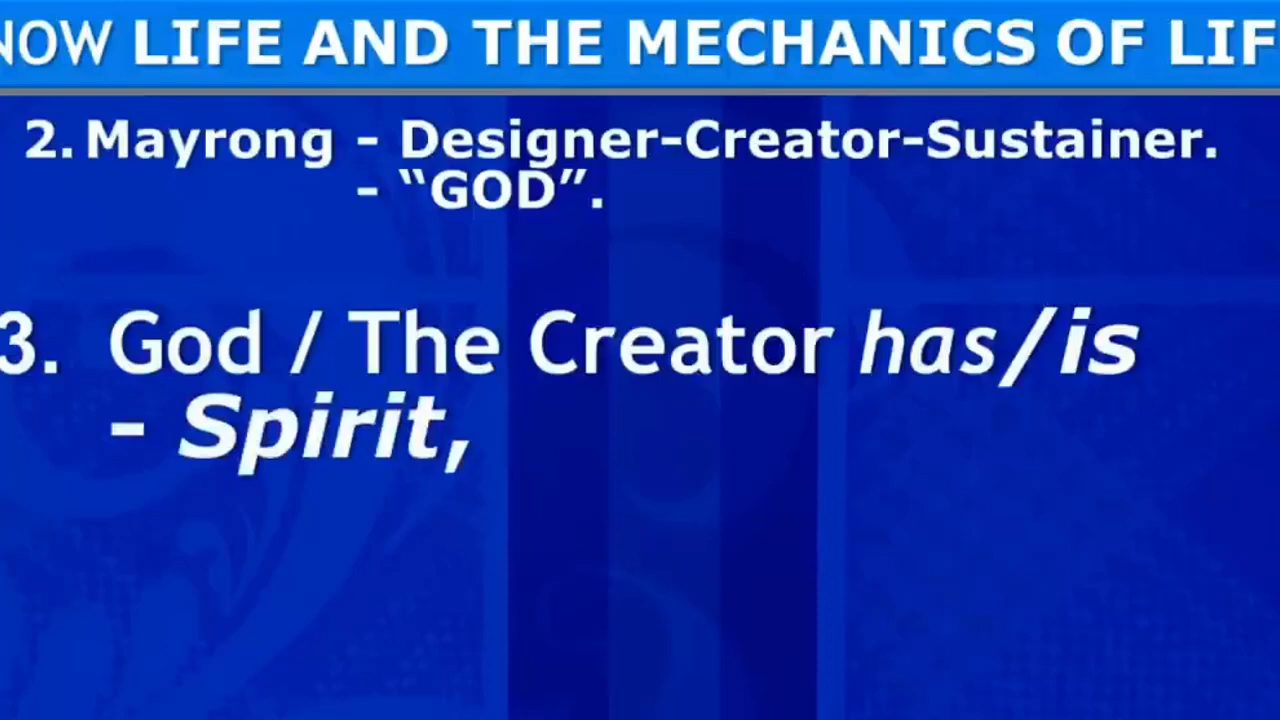 NOW LIFE AND THE MECHANICS OF LIF
2. Mayrong - Designer-Creator-Sustainer.
- “GOD”.
3. God / The Creator has/is
- Spirit,